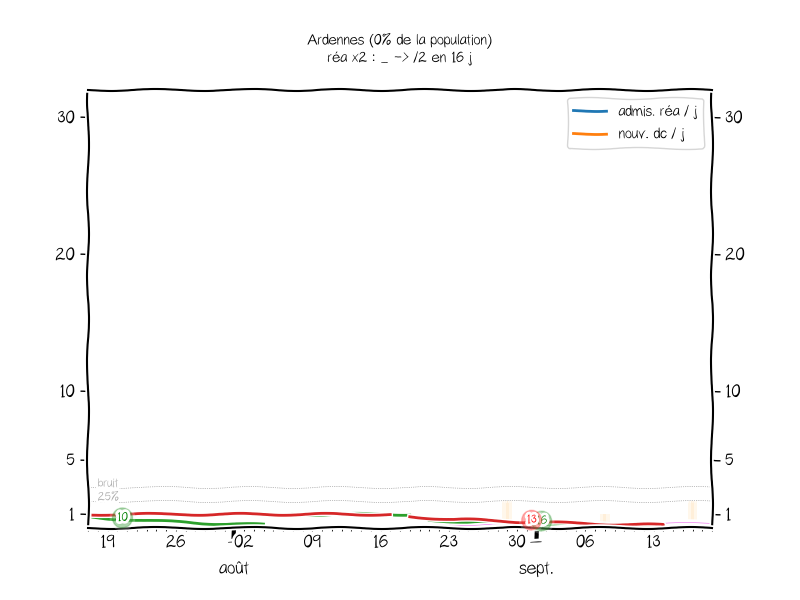 Ardennes (0% de la population)
réa x2 : _ -> /2 en 16 j
admis. réa / j
nouv. dc / j
30
30
20
20
10
10
5
5
bruit
25%
1
10
13
6
1
19 26 02 09 16 23 30 06 13
août sept.